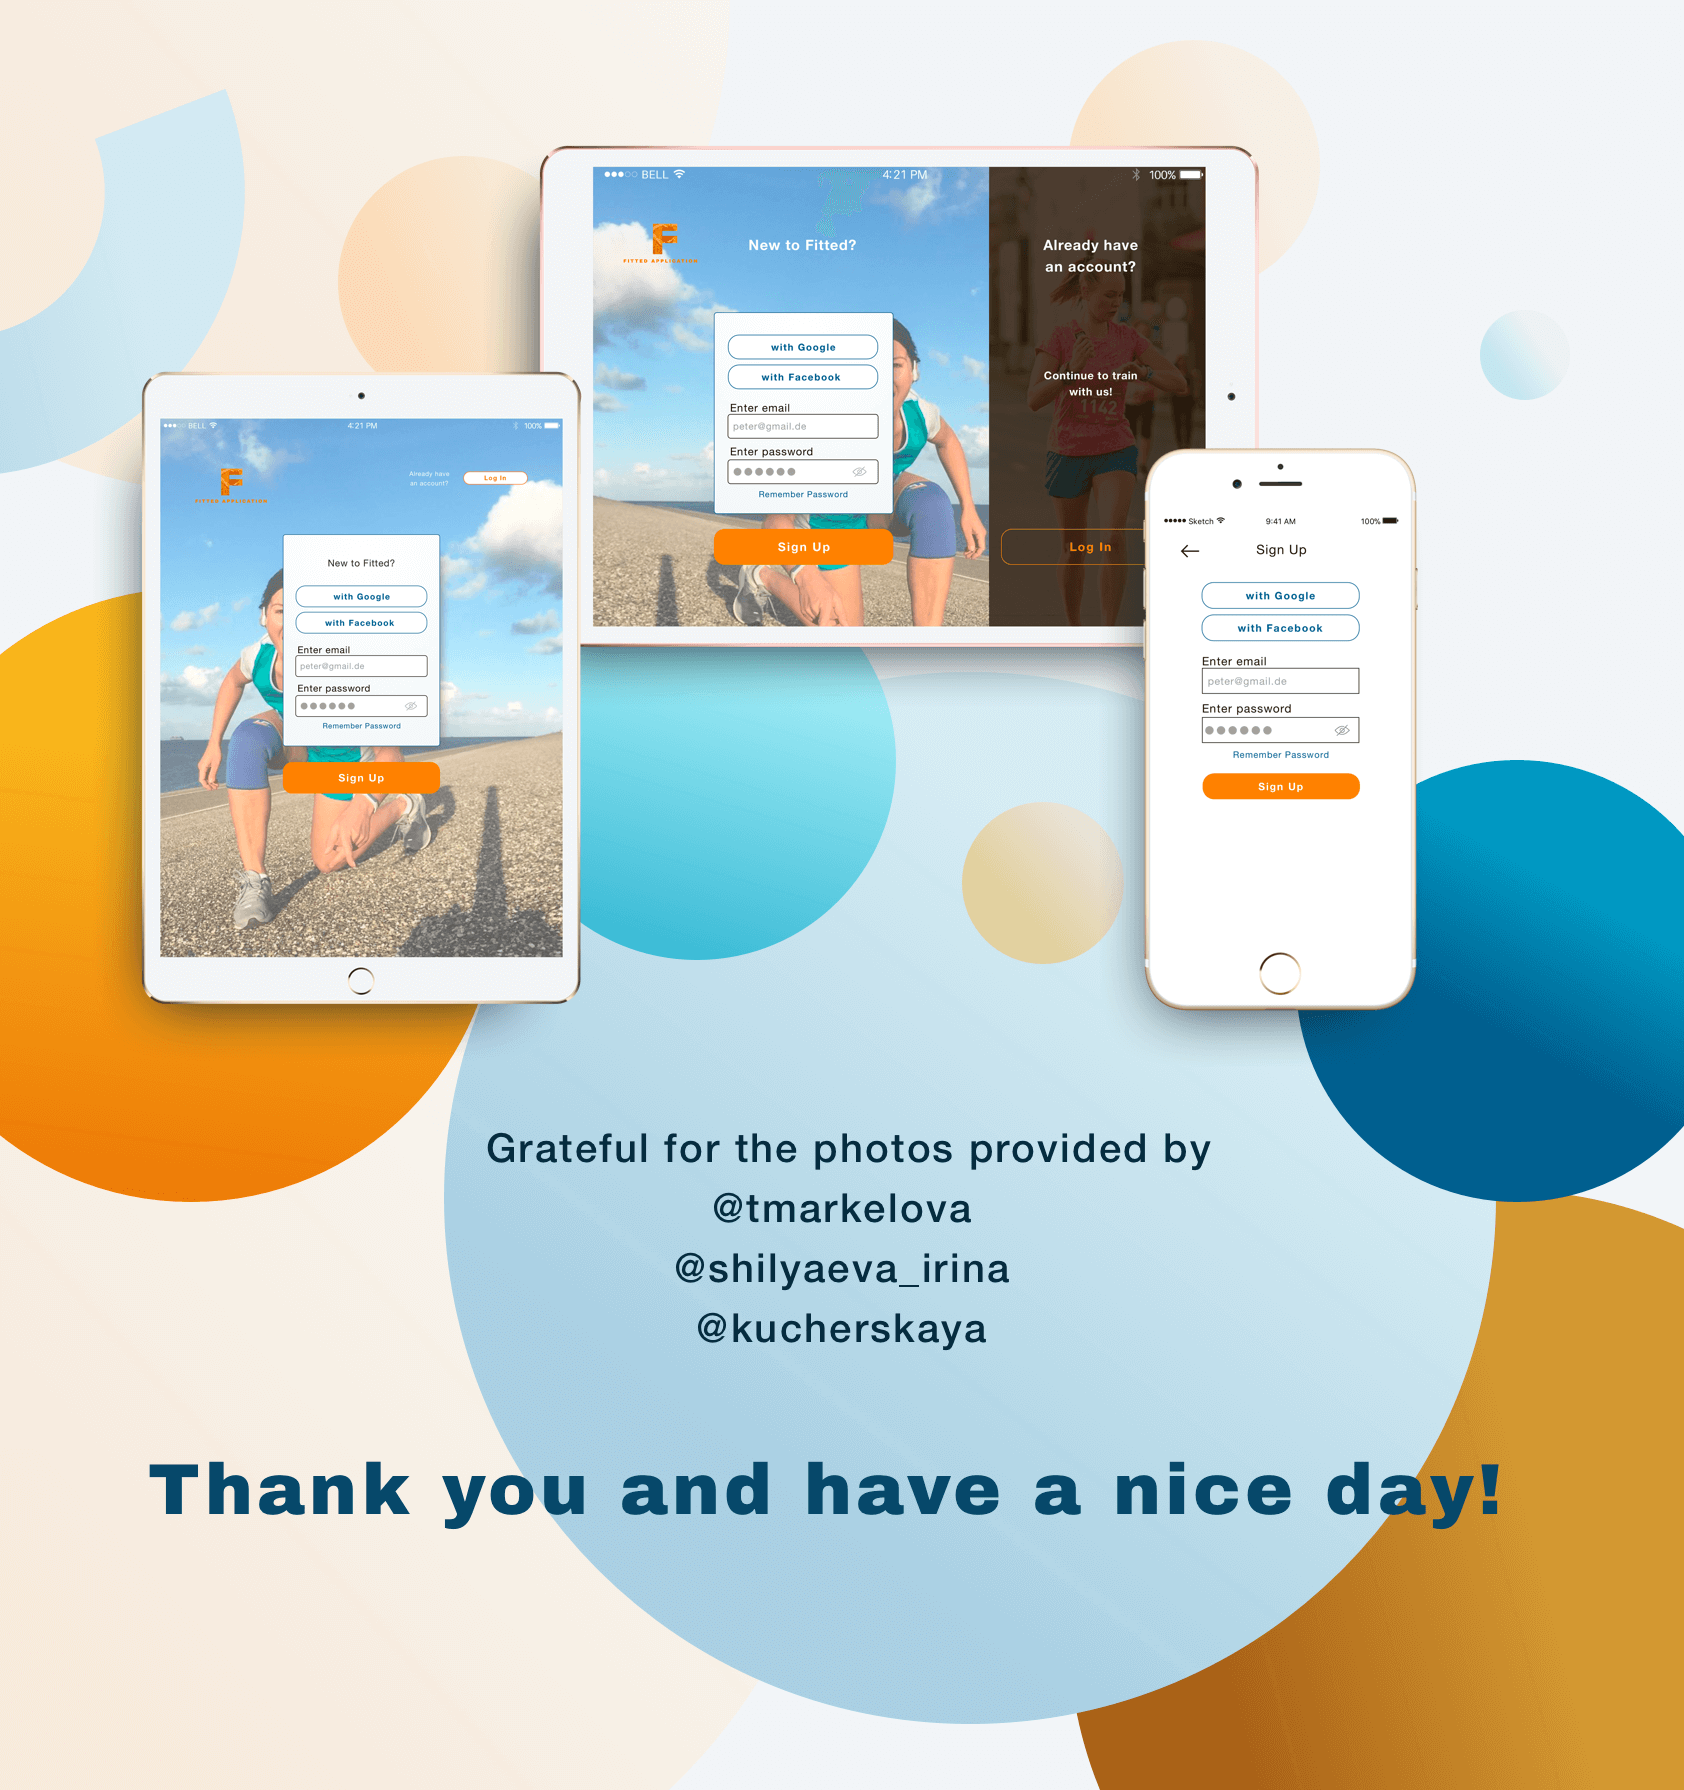 BELL
4:21 PM
100%
F
FITTED APPLICATION
New to Fitted?
with Google
with Facebook
Enter email
peter@gmail.de
Enter password
Remember Password
Sign Up
Already have
an account?
Continue to train
with us!
1142
Log In
BELL
4:21 PM
100%
F
FITTED APPLICATION
Already have
an account?
Log In
New to Fitted?
with Google
with Facebook
Enter email
peter@gmail.de
Enter password
Remember Password
Sign Up
Sketch
9:41 AM
100%
Sign Up
with Google
with Facebook
Enter email
peter@gmail.de
Enter password
Remember Password
Sign Up
Grateful for the photos provided by
@tmarkelova
@shilyaeva_irina
@kucherskaya
Thank you and have a nice day!